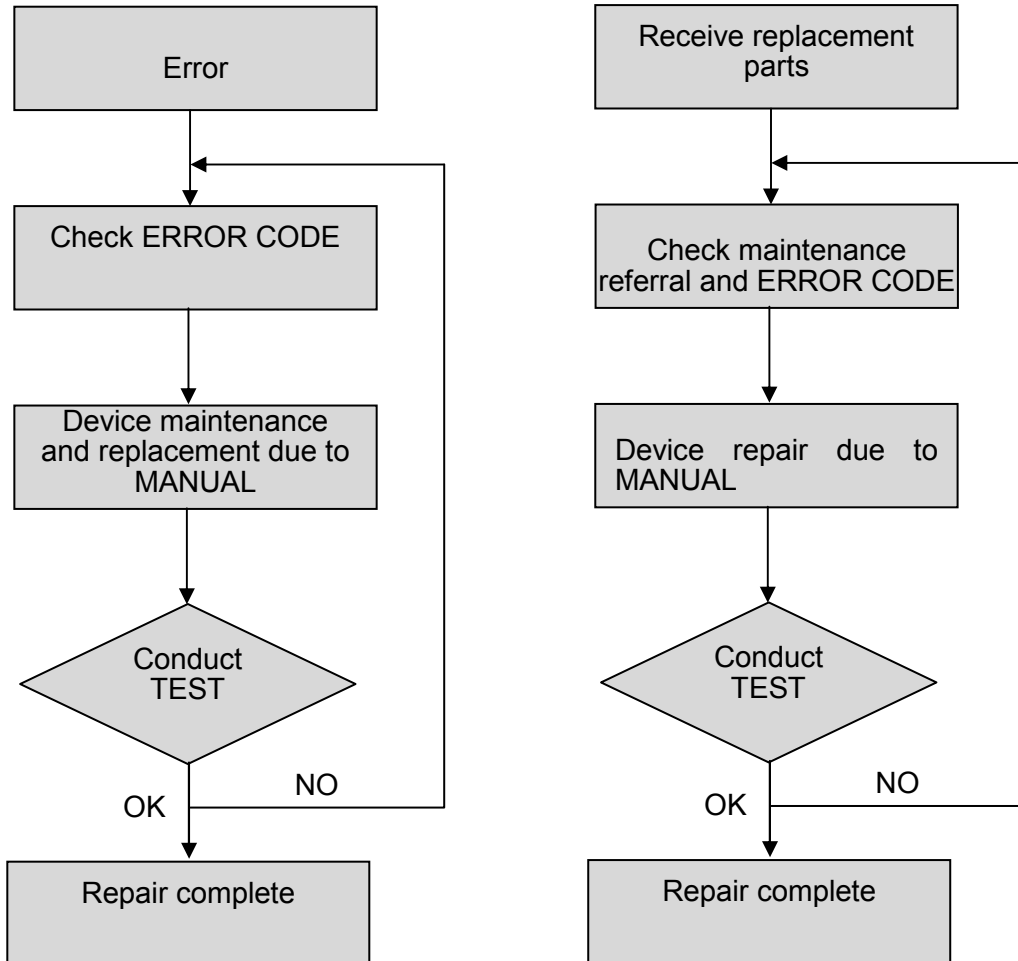 Error
Check ERROR CODE
Device maintenance
and replacement due to
MANUAL
Conduct
TEST
OK
NO
Repair complete
Receive replacement
parts
Check maintenance
referral and ERROR CODE
Device repair due to
MANUAL
Conduct
TEST
OK
NO
Repair complete